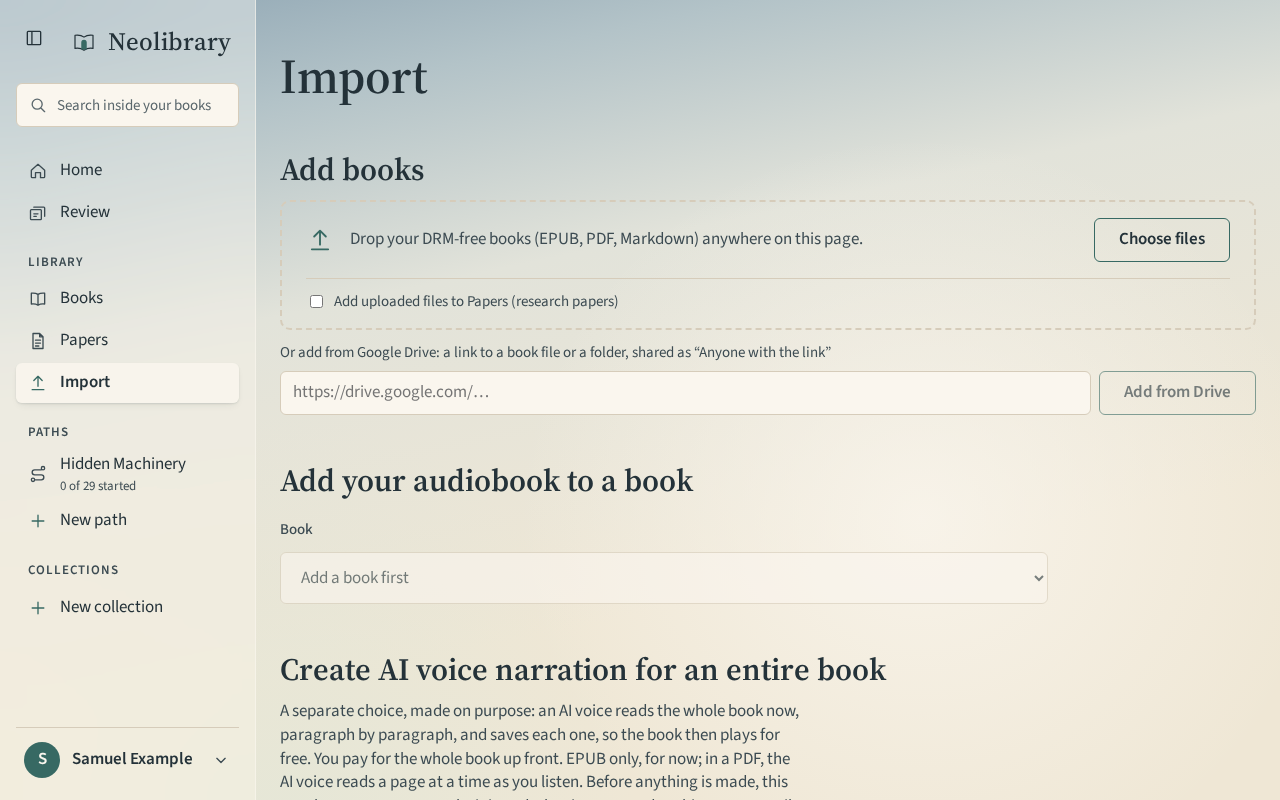 Neolibrary
Search inside your books
Home
Review
LIBRARY
Books
Papers
Import
PATHS
Hidden Machinery
0 of 29 started
New path
COLLECTIONS
New collection
S
Samuel Example
Import
Add books
Drop your DRM-free books (EPUB, PDF, Markdown) anywhere on this page.
Choose files
Add uploaded files to Papers (research papers)
Or add from Google Drive: a link to a book file or a folder, shared as “Anyone with the link”
https://drive.google.com/…
Add from Drive
Add your audiobook to a book
Book
Add a book first
Create AI voice narration for an entire book
A separate choice, made on purpose: an AI voice reads the whole book now,
paragraph by paragraph, and saves each one, so the book then plays for
free. You pay for the whole book up front. EPUB only, for now; in a PDF, the
AI voice reads a page at a time as you listen. Before anything is made, this